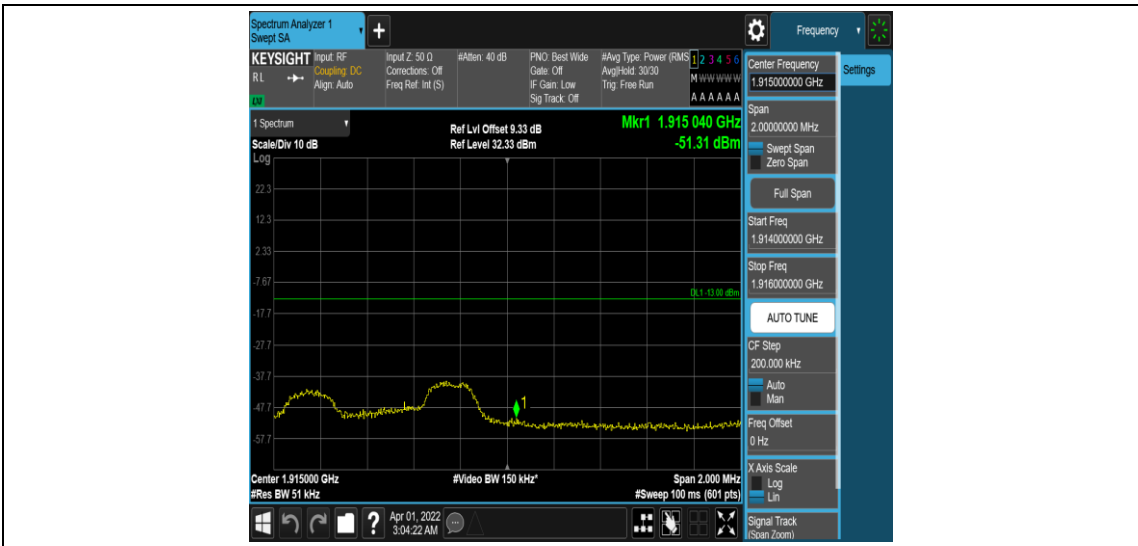 Spectrum Analyzer 1
Swept SA
+
Frequency
KEYSIGHT
Input: RF
Input Z: 50 Ω
#Atten: 40 dB
PNO: Best Wide
#Avg Type: Power (RMS
1 2 3 4 5 6
RL
Coupling: DC
Corrections: Off
Gate: Off
Avg|Hold: 30/30
M W W W W W
Align: Auto
Freq Ref: Int (S)
IF Gain: Low
Trig: Free Run
Sig Track: Off
A A A A A A
Center Frequency
1.915000000 GHz
Settings
1 Spectrum
Ref Lvl Offset 9.33 dB
Mkr1 1.915 040 GHz
Scale/Div 10 dB
Ref Level 32.33 dBm
-51.31 dBm
Log
22.3
12.3
2.33
-7.67
DL1 -13.00 dBm
-17.7
-27.7
-37.7
-47.7
1
-57.7
Center 1.915000 GHz
#Video BW 150 kHz*
Span 2.000 MHz
#Res BW 51 kHz
#Sweep 100 ms (601 pts)
Span
2.00000000 MHz
Swept Span
Zero Span
Full Span
Start Freq
1.914000000 GHz
Stop Freq
1.916000000 GHz
AUTO TUNE
CF Step
200.000 kHz
Auto
Man
Freq Offset
0 Hz
X Axis Scale
Log
Lin
Signal Track
(Span Zoom)
?
Apr 01, 2022
3:04:22 AM